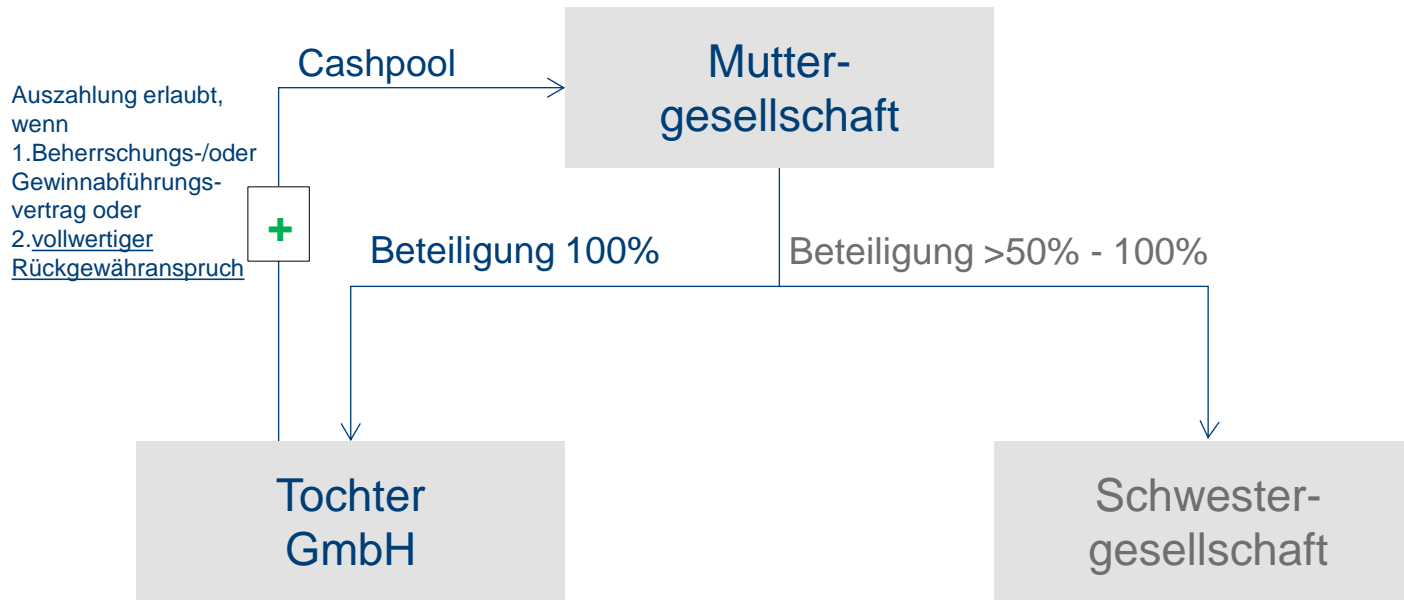 Cashpool
Mutter-
gesellschaft
Auszahlung erlaubt,
wenn
1.Beherrschungs-/oder
Gewinnabführungs-
vertrag oder
2.vollwertiger
Rückgewähranspruch
+
Beteiligung 100%
Beteiligung >50% - 100%
Tochter
GmbH
Schwester-
gesellschaft